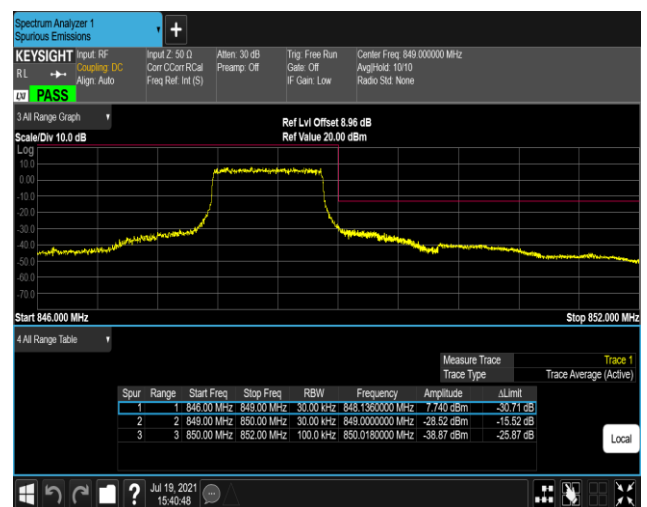 Spectrum Analyzer 1
Spurious Emissions
+
KEYSIGHT Input: RF Input Z: 50 Ω Atten: 30 dB Trig: Free Run Center Freq: 849.000000 MHz
RL Coupling: DC Corr CCorr RCal Preamp: Off Gate: Off Avg|Hold: 10/10
Align: Auto Freq Ref: Int (S) IF Gain: Low Radio Std: None
LXI PASS
3 All Range Graph
Ref Lvl Offset 8.96 dB
Scale/Div 10.0 dB Ref Value 20.00 dBm
Log
10.0
0.00
-10.0
-20.0
-30.0
-40.0
-50.0
-60.0
-70.0
Start 846.000 MHz Stop 852.000 MHz
4 All Range Table
Measure Trace Trace 1
Trace Type Trace Average (Active)
Spur Range Start Freq Stop Freq RBW Frequency Amplitude ΔLimit
1 1 846.00 MHz 849.00 MHz 30.00 kHz 848.1360000 MHz 7.740 dBm -30.71 dB
2 2 849.00 MHz 850.00 MHz 30.00 kHz 849.0000000 MHz -28.52 dBm -15.52 dB
3 3 850.00 MHz 852.00 MHz 100.0 kHz 850.0180000 MHz -38.87 dBm -25.87 dB
Local
? Jul 19, 2021
15:40:48